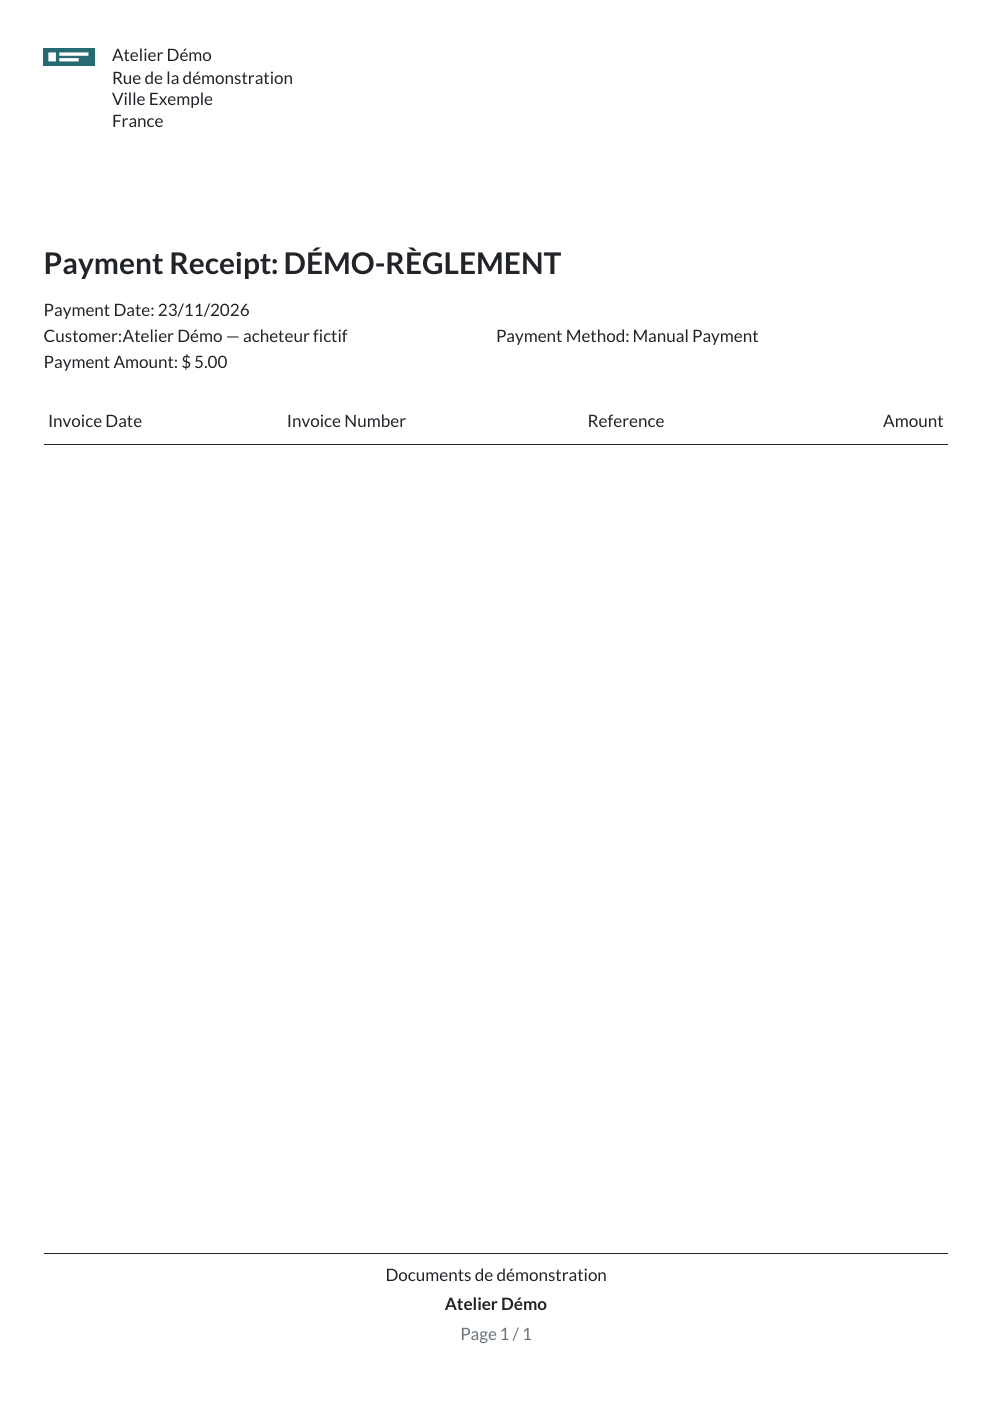 Atelier Démo
Rue de la démonstration
Ville Exemple
France
Payment Receipt: DÉMO-RÈGLEMENT
Payment Date: 23/11/2026
Customer:Atelier Démo — acheteur fictif Payment Method: Manual Payment
Payment Amount: $ 5.00
Invoice Date Invoice Number Reference Amount
Documents de démonstration
Atelier Démo
Page 1 / 1